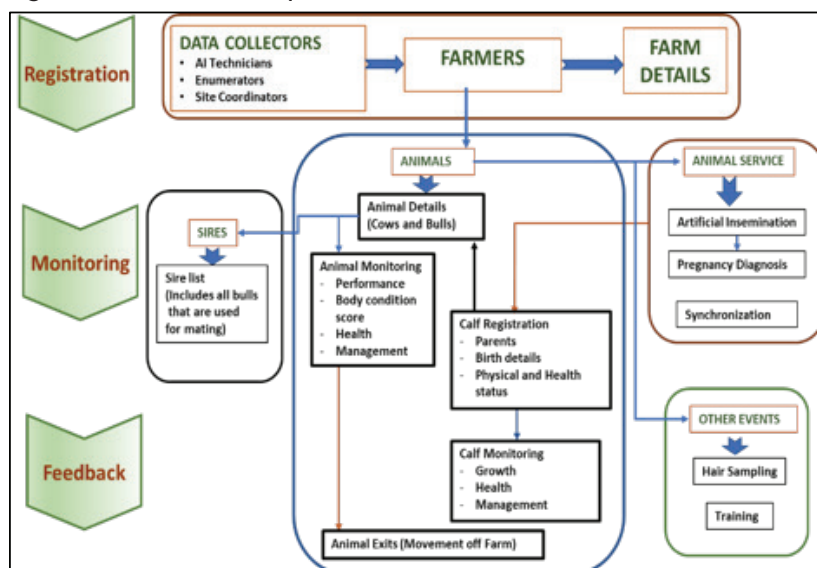 Registration
DATA COLLECTORS
• AI Technicians
• Enumerators
• Site Coordinators
FARMERS
FARM
DETAILS
Monitoring
SIRES
Sire list
(Includes all bulls
that are used
for mating)
ANIMALS
Animal Details
(Cows and Bulls)
Animal Monitoring
- Performance
- Body condition
score
- Health
- Management
Calf Registration
- Parents
- Birth details
- Physical and Health
status
ANIMAL SERVICE
Artificial Insemination
Pregnancy Diagnosis
Synchronization
Feedback
Calf Monitoring
- Growth
- Health
- Management
Animal Exits (Movement off Farm)
OTHER EVENTS
Hair Sampling
Training